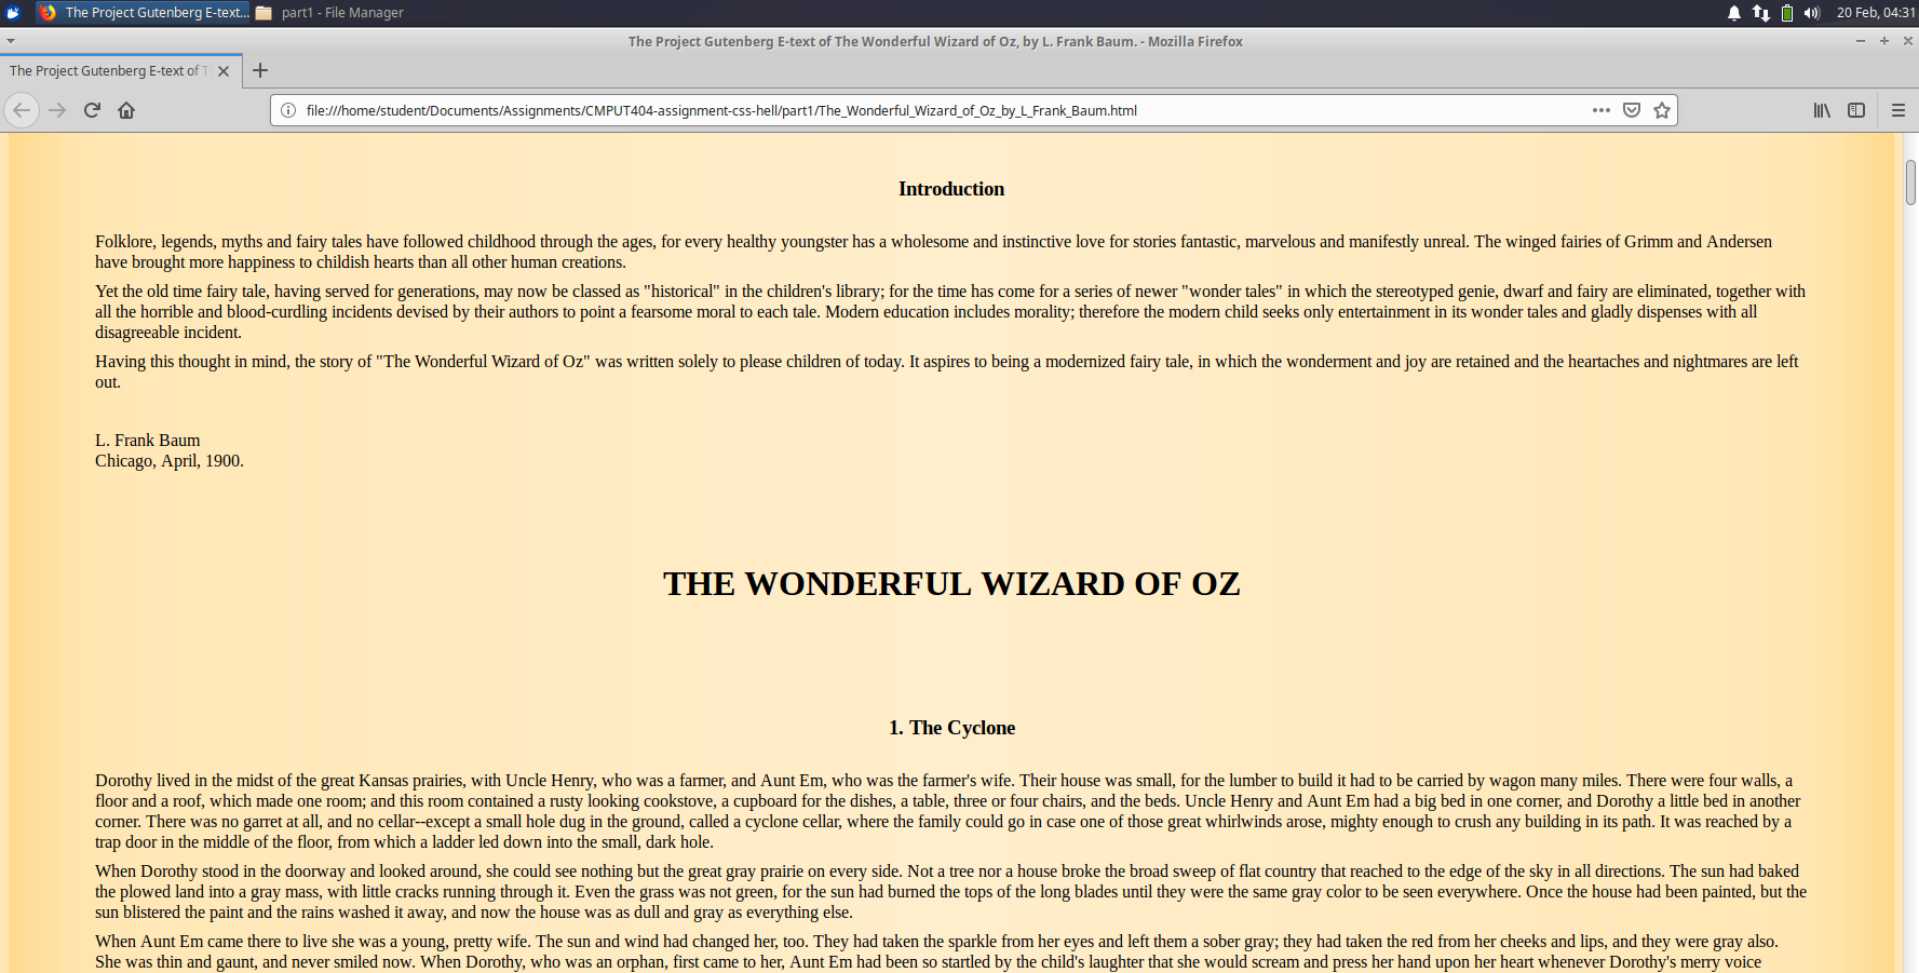 The Project Gutenberg E-text... part1 - File Manager 20 Feb, 04:31
The Project Gutenberg E-text of The Wonderful Wizard of Oz, by L. Frank Baum. - Mozilla Firefox
The Project Gutenberg E-text of T
file:///home/student/Documents/Assignments/CMPUT404-assignment-css-hell/part1/The_Wonderful_Wizard_of_Oz_by_L_Frank_Baum.html
Introduction
Folklore, legends, myths and fairy tales have followed childhood through the ages, for every healthy youngster has a wholesome and instinctive love for stories fantastic, marvelous and manifestly unreal. The winged fairies of Grimm and Andersen
have brought more happiness to childish hearts than all other human creations.
Yet the old time fairy tale, having served for generations, may now be classed as "historical" in the children's library; for the time has come for a series of newer "wonder tales" in which the stereotyped genie, dwarf and fairy are eliminated, together with
all the horrible and blood-curdling incidents devised by their authors to point a fearsome moral to each tale. Modern education includes morality; therefore the modern child seeks only entertainment in its wonder tales and gladly dispenses with all
disagreeable incident.
Having this thought in mind, the story of "The Wonderful Wizard of Oz" was written solely to please children of today. It aspires to being a modernized fairy tale, in which the wonderment and joy are retained and the heartaches and nightmares are left
out.
L. Frank Baum
Chicago, April, 1900.
THE WONDERFUL WIZARD OF OZ
1. The Cyclone
Dorothy lived in the midst of the great Kansas prairies, with Uncle Henry, who was a farmer, and Aunt Em, who was the farmer's wife. Their house was small, for the lumber to build it had to be carried by wagon many miles. There were four walls, a
floor and a roof, which made one room; and this room contained a rusty looking cookstove, a cupboard for the dishes, a table, three or four chairs, and the beds. Uncle Henry and Aunt Em had a big bed in one corner, and Dorothy a little bed in another
corner. There was no garret at all, and no cellar--except a small hole dug in the ground, called a cyclone cellar, where the family could go in case one of those great whirlwinds arose, mighty enough to crush any building in its path. It was reached by a
trap door in the middle of the floor, from which a ladder led down into the small, dark hole.
When Dorothy stood in the doorway and looked around, she could see nothing but the great gray prairie on every side. Not a tree nor a house broke the broad sweep of flat country that reached to the edge of the sky in all directions. The sun had baked
the plowed land into a gray mass, with little cracks running through it. Even the grass was not green, for the sun had burned the tops of the long blades until they were the same gray color to be seen everywhere. Once the house had been painted, but the
sun blistered the paint and the rains washed it away, and now the house was as dull and gray as everything else.
When Aunt Em came there to live she was a young, pretty wife. The sun and wind had changed her, too. They had taken the sparkle from her eyes and left them a sober gray; they had taken the red from her cheeks and lips, and they were gray also.
She was thin and gaunt, and never smiled now. When Dorothy, who was an orphan, first came to her, Aunt Em had been so startled by the child's laughter that she would scream and press her hand upon her heart whenever Dorothy's merry voice